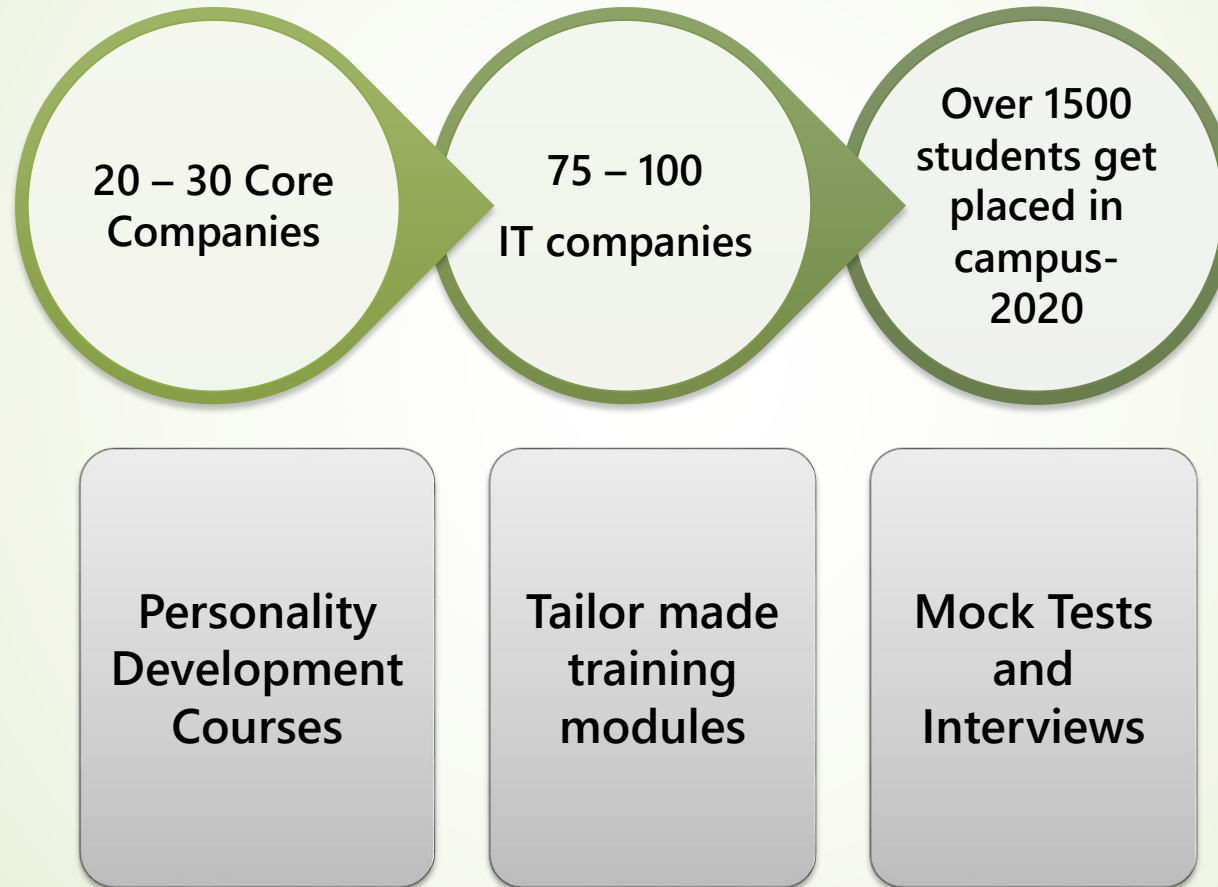 20 – 30 Core
Companies
75 – 100
IT companies
Over 1500
students get
placed in
campus-
2020
Personality
Development
Courses
Tailor made
training
modules
Mock Tests
and
Interviews